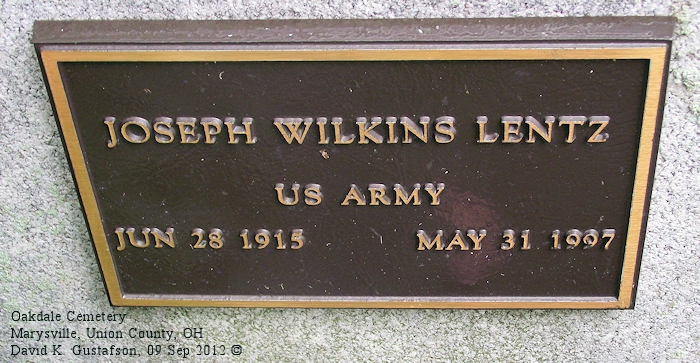 JOSEPH WILKINS LENTZ
US ARMY
JUN 28 1915 MAY 31 1997
Oakdale Cemetery
Marysville, Union County, OH
David K. Gustafson, 09 Sep 2012 ©